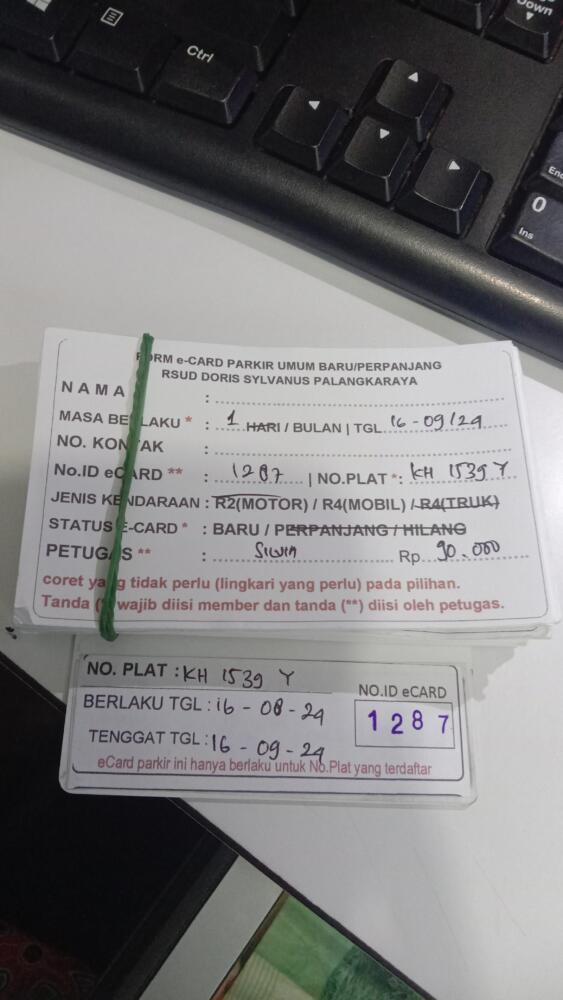 Ctrl
Down
End
0
Ins
FORM e-CARD PARKIR UMUM BARU/PERPANJANG
RSUD DORIS SYLVANUS PALANGKARAYA
NAMA :
MASA BERLAKU * : 1 HARI / BULAN | TGL 16-09/24
NO. KONTAK :
No.ID eCARD ** : 1287 | NO.PLAT *: KH 1539 Y
JENIS KENDARAAN : R2(MOTOR) / R4(MOBIL) / R4(TRUK)
STATUS E-CARD * : BARU / PERPANJANG / HILANG
PETUGAS ** : Silvia Rp. 90.000
coret yang tidak perlu (lingkari yang perlu) pada pilihan.
Tanda (*) wajib diisi member dan tanda (**) diisi oleh petugas.
NO. PLAT : KH 1539 Y
BERLAKU TGL : 16 - 08 - 24
NO.ID eCARD
1287
TENGGAT TGL : 16 - 09 - 24
eCard parkir ini hanya berlaku untuk No.Plat yang terdaftar